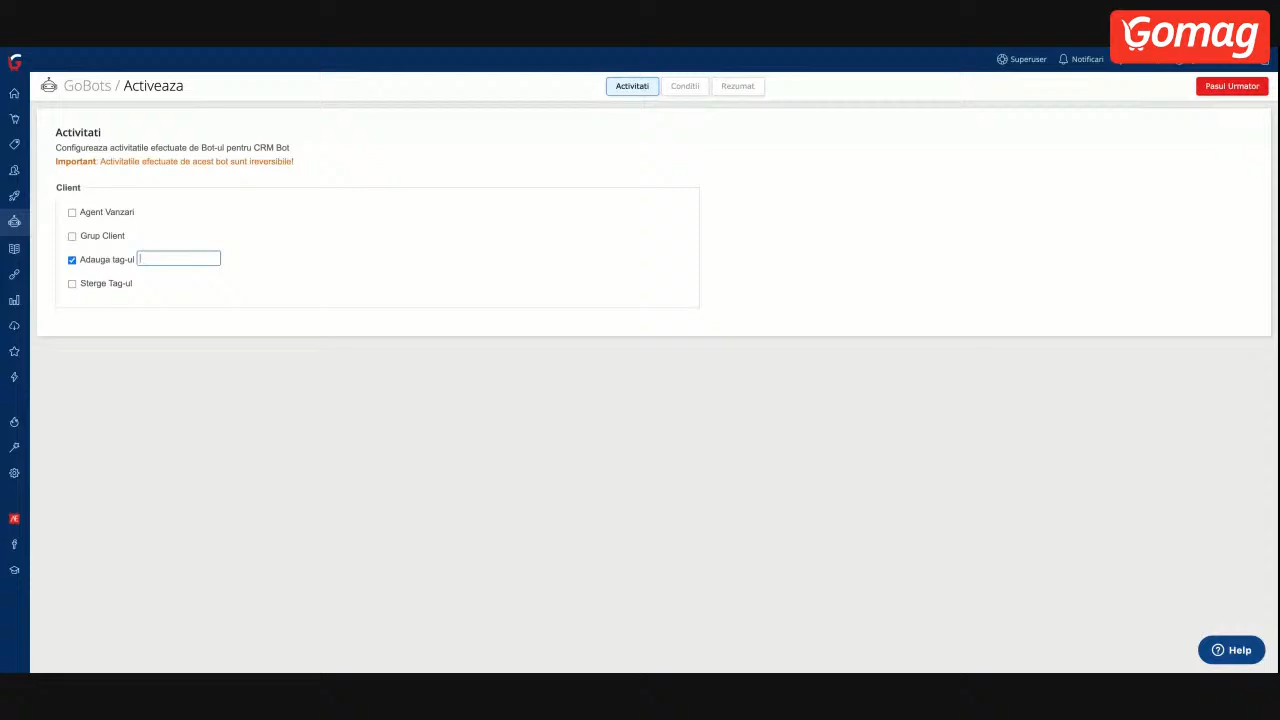 Gomag
Superuser
Notificari
GoBots / Activeaza
Activitati
Conditii
Rezumat
Pasul Urmator
Activitati
Configureaza activitatile efectuate de Bot-ul pentru CRM Bot
Important: Activitatile efectuate de acest bot sunt ireversibile!
Client
Agent Vanzari
Grup Client
Adauga tag-ul
Sterge Tag-ul
Help